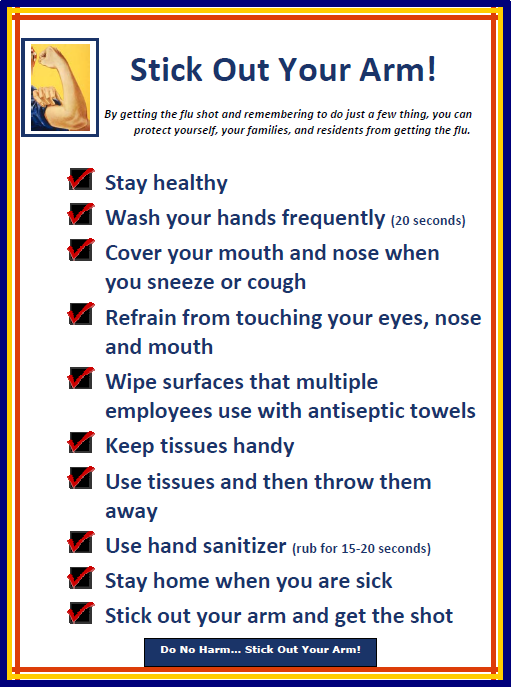 Stick Out Your Arm!
By getting the flu shot and remembering to do just a few thing, you can
protect yourself, your families, and residents from getting the flu.
Stay healthy
Wash your hands frequently (20 seconds)
Cover your mouth and nose when
you sneeze or cough
Refrain from touching your eyes, nose
and mouth
Wipe surfaces that multiple
employees use with antiseptic towels
Keep tissues handy
Use tissues and then throw them
away
Use hand sanitizer (rub for 15-20 seconds)
Stay home when you are sick
Stick out your arm and get the shot
Do No Harm... Stick Out Your Arm!